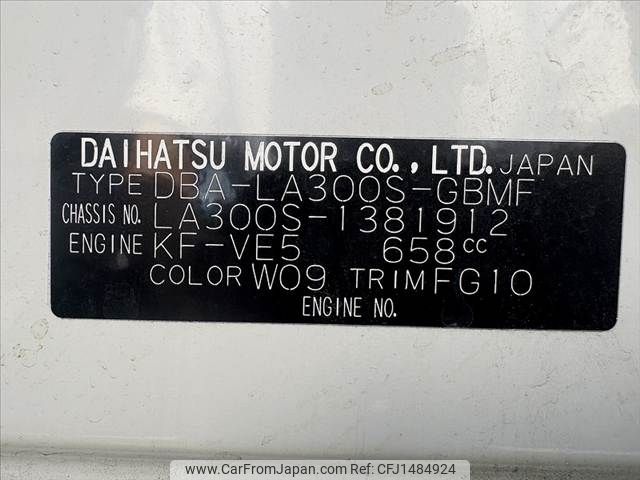 DAIHATSU MOTOR CO., LTD. JAPAN
TYPE DBA-LA300S-GBMF
CHASSIS NO. LA300S-1381912
ENGINE KF-VE5 658cc
COLOR W09 TRIM FG10
ENGINE NO.
www.CarFromJapan.com © CarFromJapan - CFJ1484924